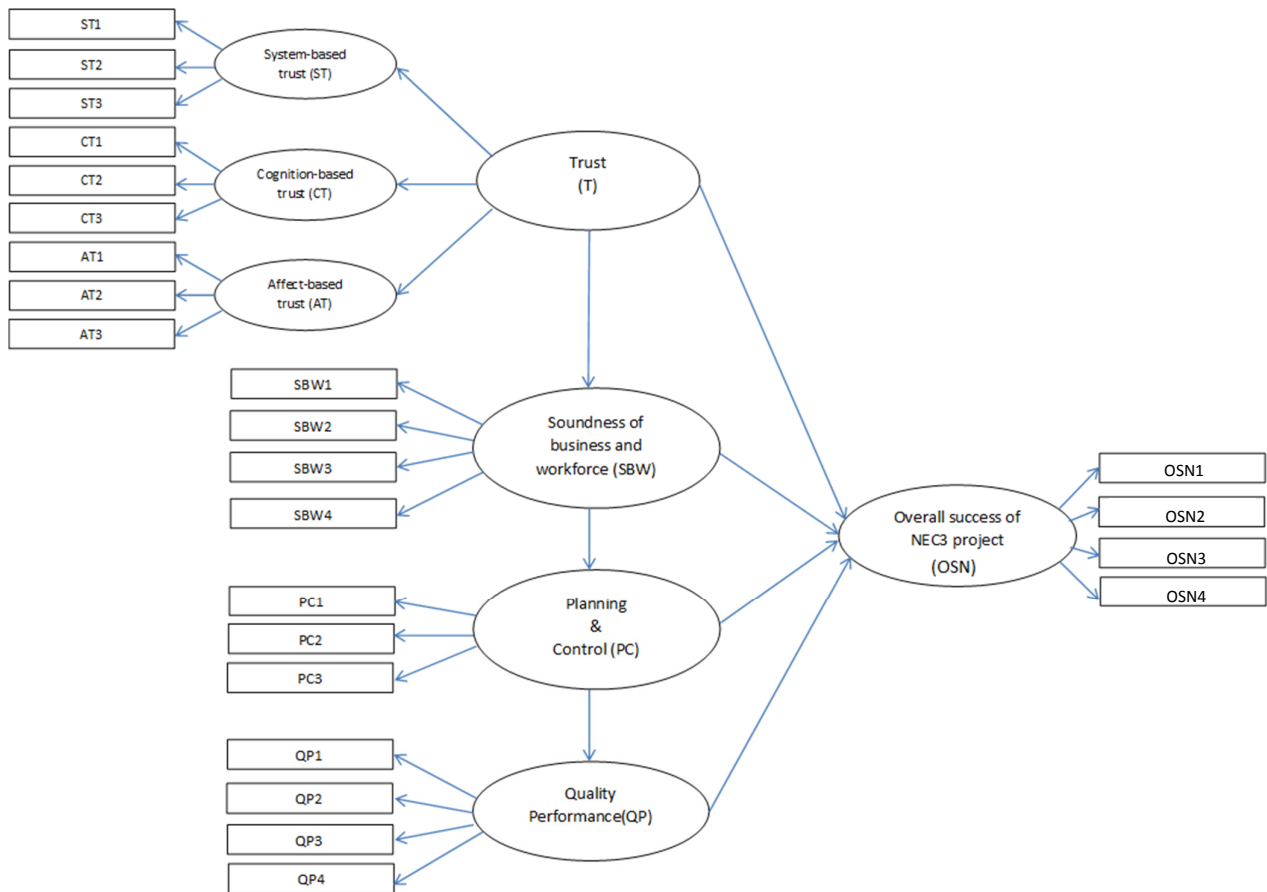 ST1
ST2
ST3
System-based
trust (ST)
CT1
CT2
CT3
Cognition-based
trust (CT)
AT1
AT2
AT3
Affect-based
trust (AT)
Trust
(T)
SBW1
SBW2
SBW3
SBW4
Soundness of
business and
workforce (SBW)
PC1
PC2
PC3
Planning
&
Control (PC)
QP1
QP2
QP3
QP4
Quality
Performance(QP)
Overall success of
NEC3 project
(OSN)
OSN1
OSN2
OSN3
OSN4